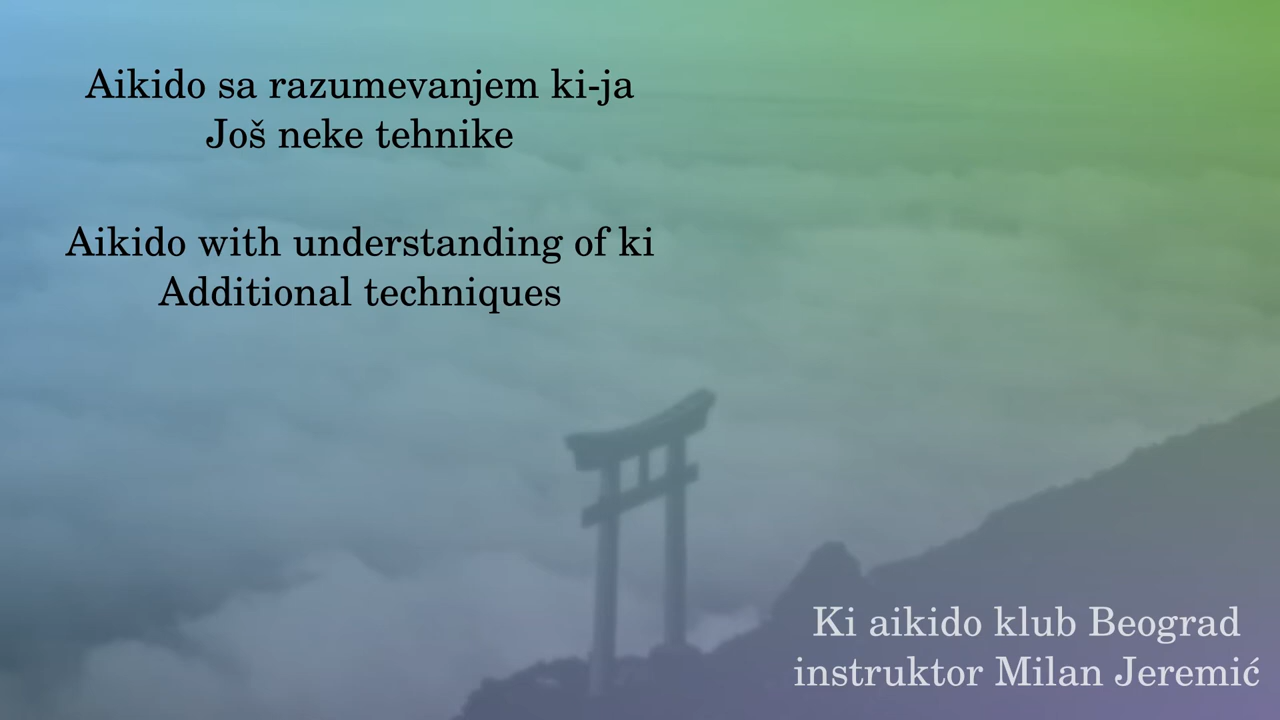 Aikido sa razumevanjem ki-ja
Još neke tehnike
Aikido with understanding of ki
Additional techniques
Ki aikido klub Beograd
instruktor Milan Jeremić